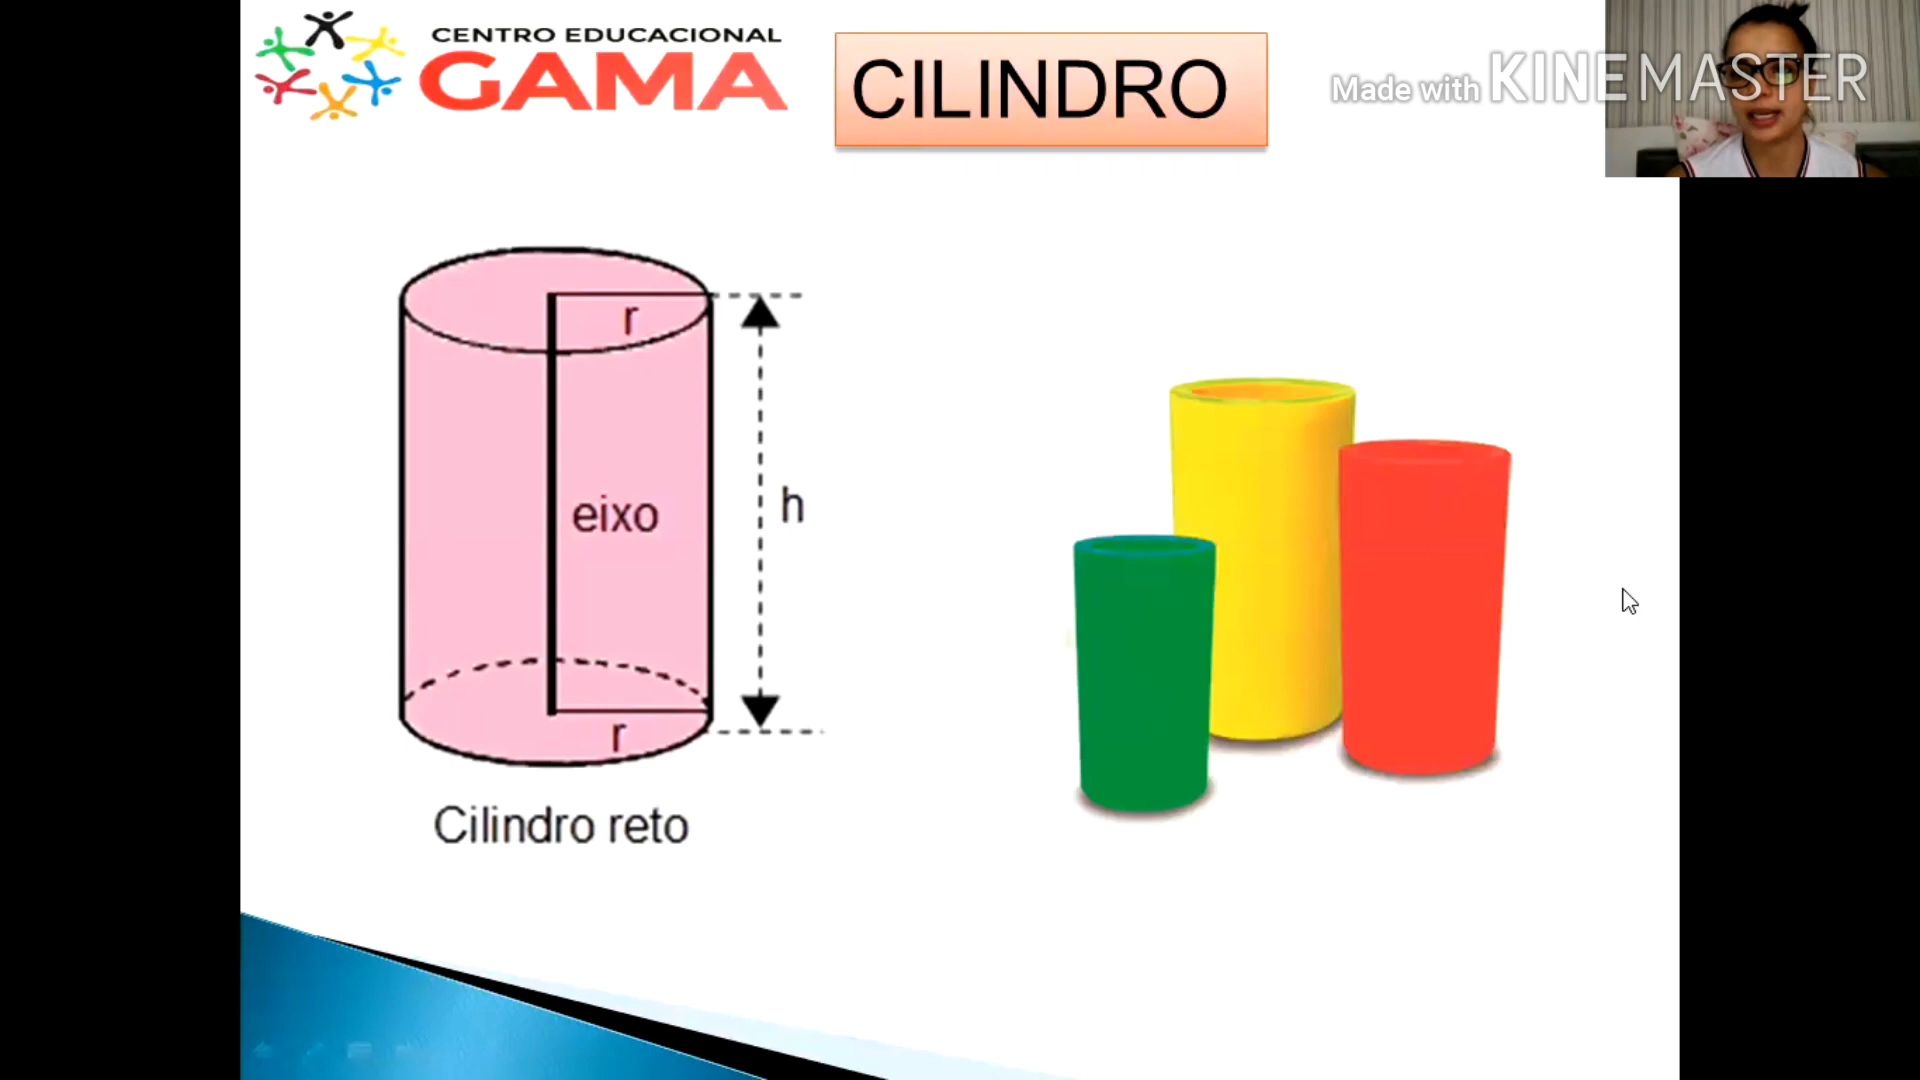 CENTRO EDUCACIONAL
GAMA
CILINDRO
Made with KINEMASTER
r
eixo
h
r
Cilindro reto